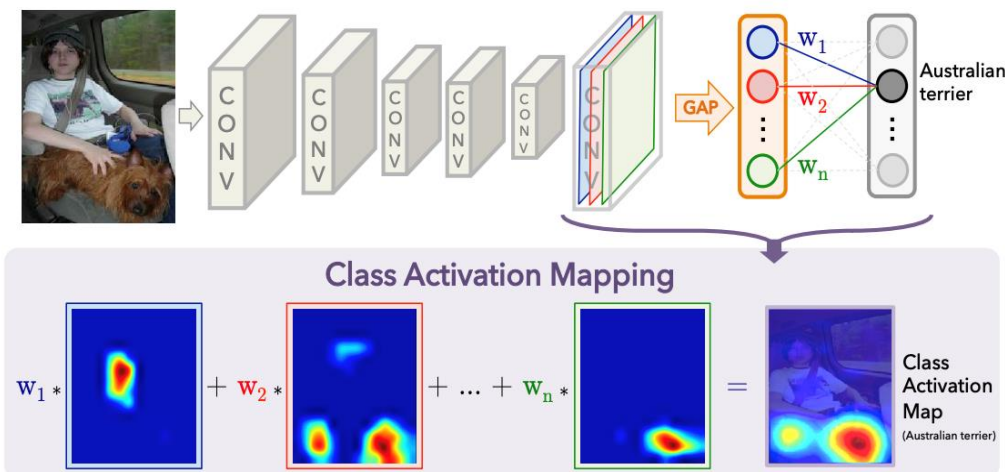 CONV
CONV
CONV
CONV
CONV
CONV
GAP
w1
w2
...
wn
Australian
terrier
Class Activation Mapping
w1 * + w2 * + ... + wn * =
Class
Activation
Map
(Australian terrier)